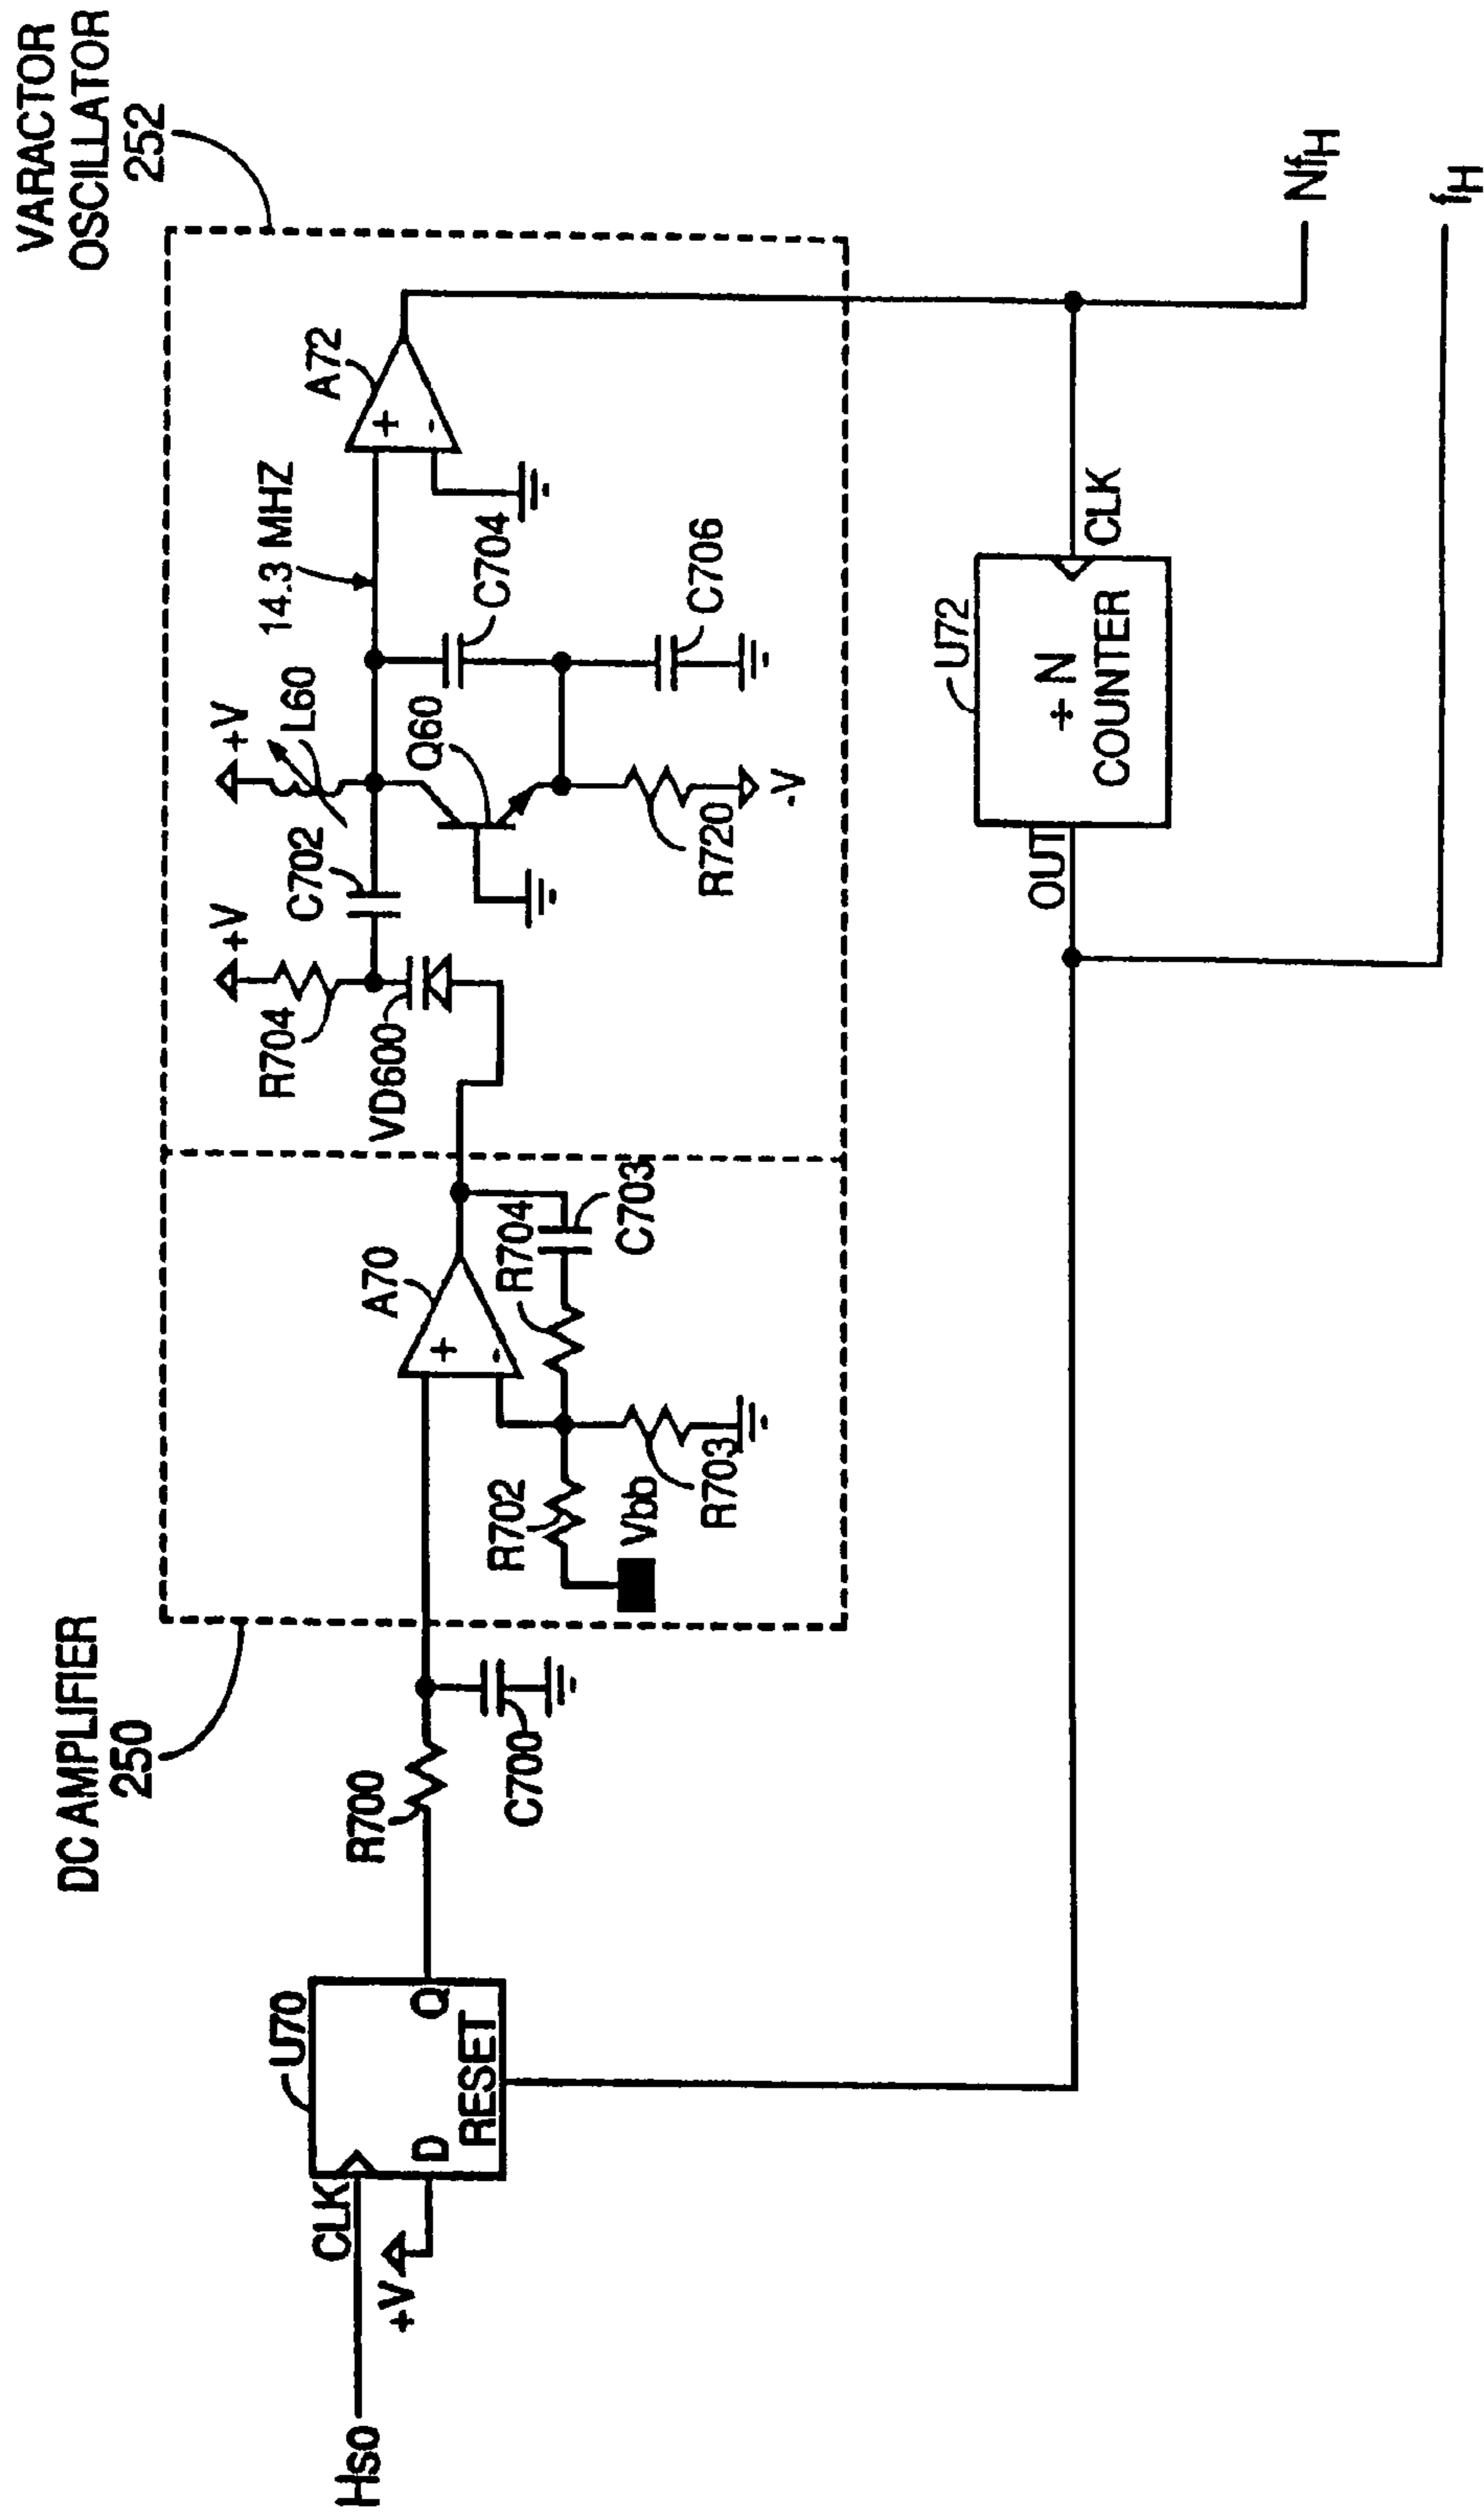 VARACTOR
OSCILLATOR
252
DC AMPLIFIER
250
+V
+V
L60
14.3 MHZ
R704
C702
A72
+
-
VD600
Q60
C704
C706
R720
-V
A70
+
-
R704
C703
R702
Vbb
R703
R700
C700
U70
CLK
D
Q
RESET
+V
Hso
U72
OUT
÷ N
COUNTER
CLK
NfH
fH